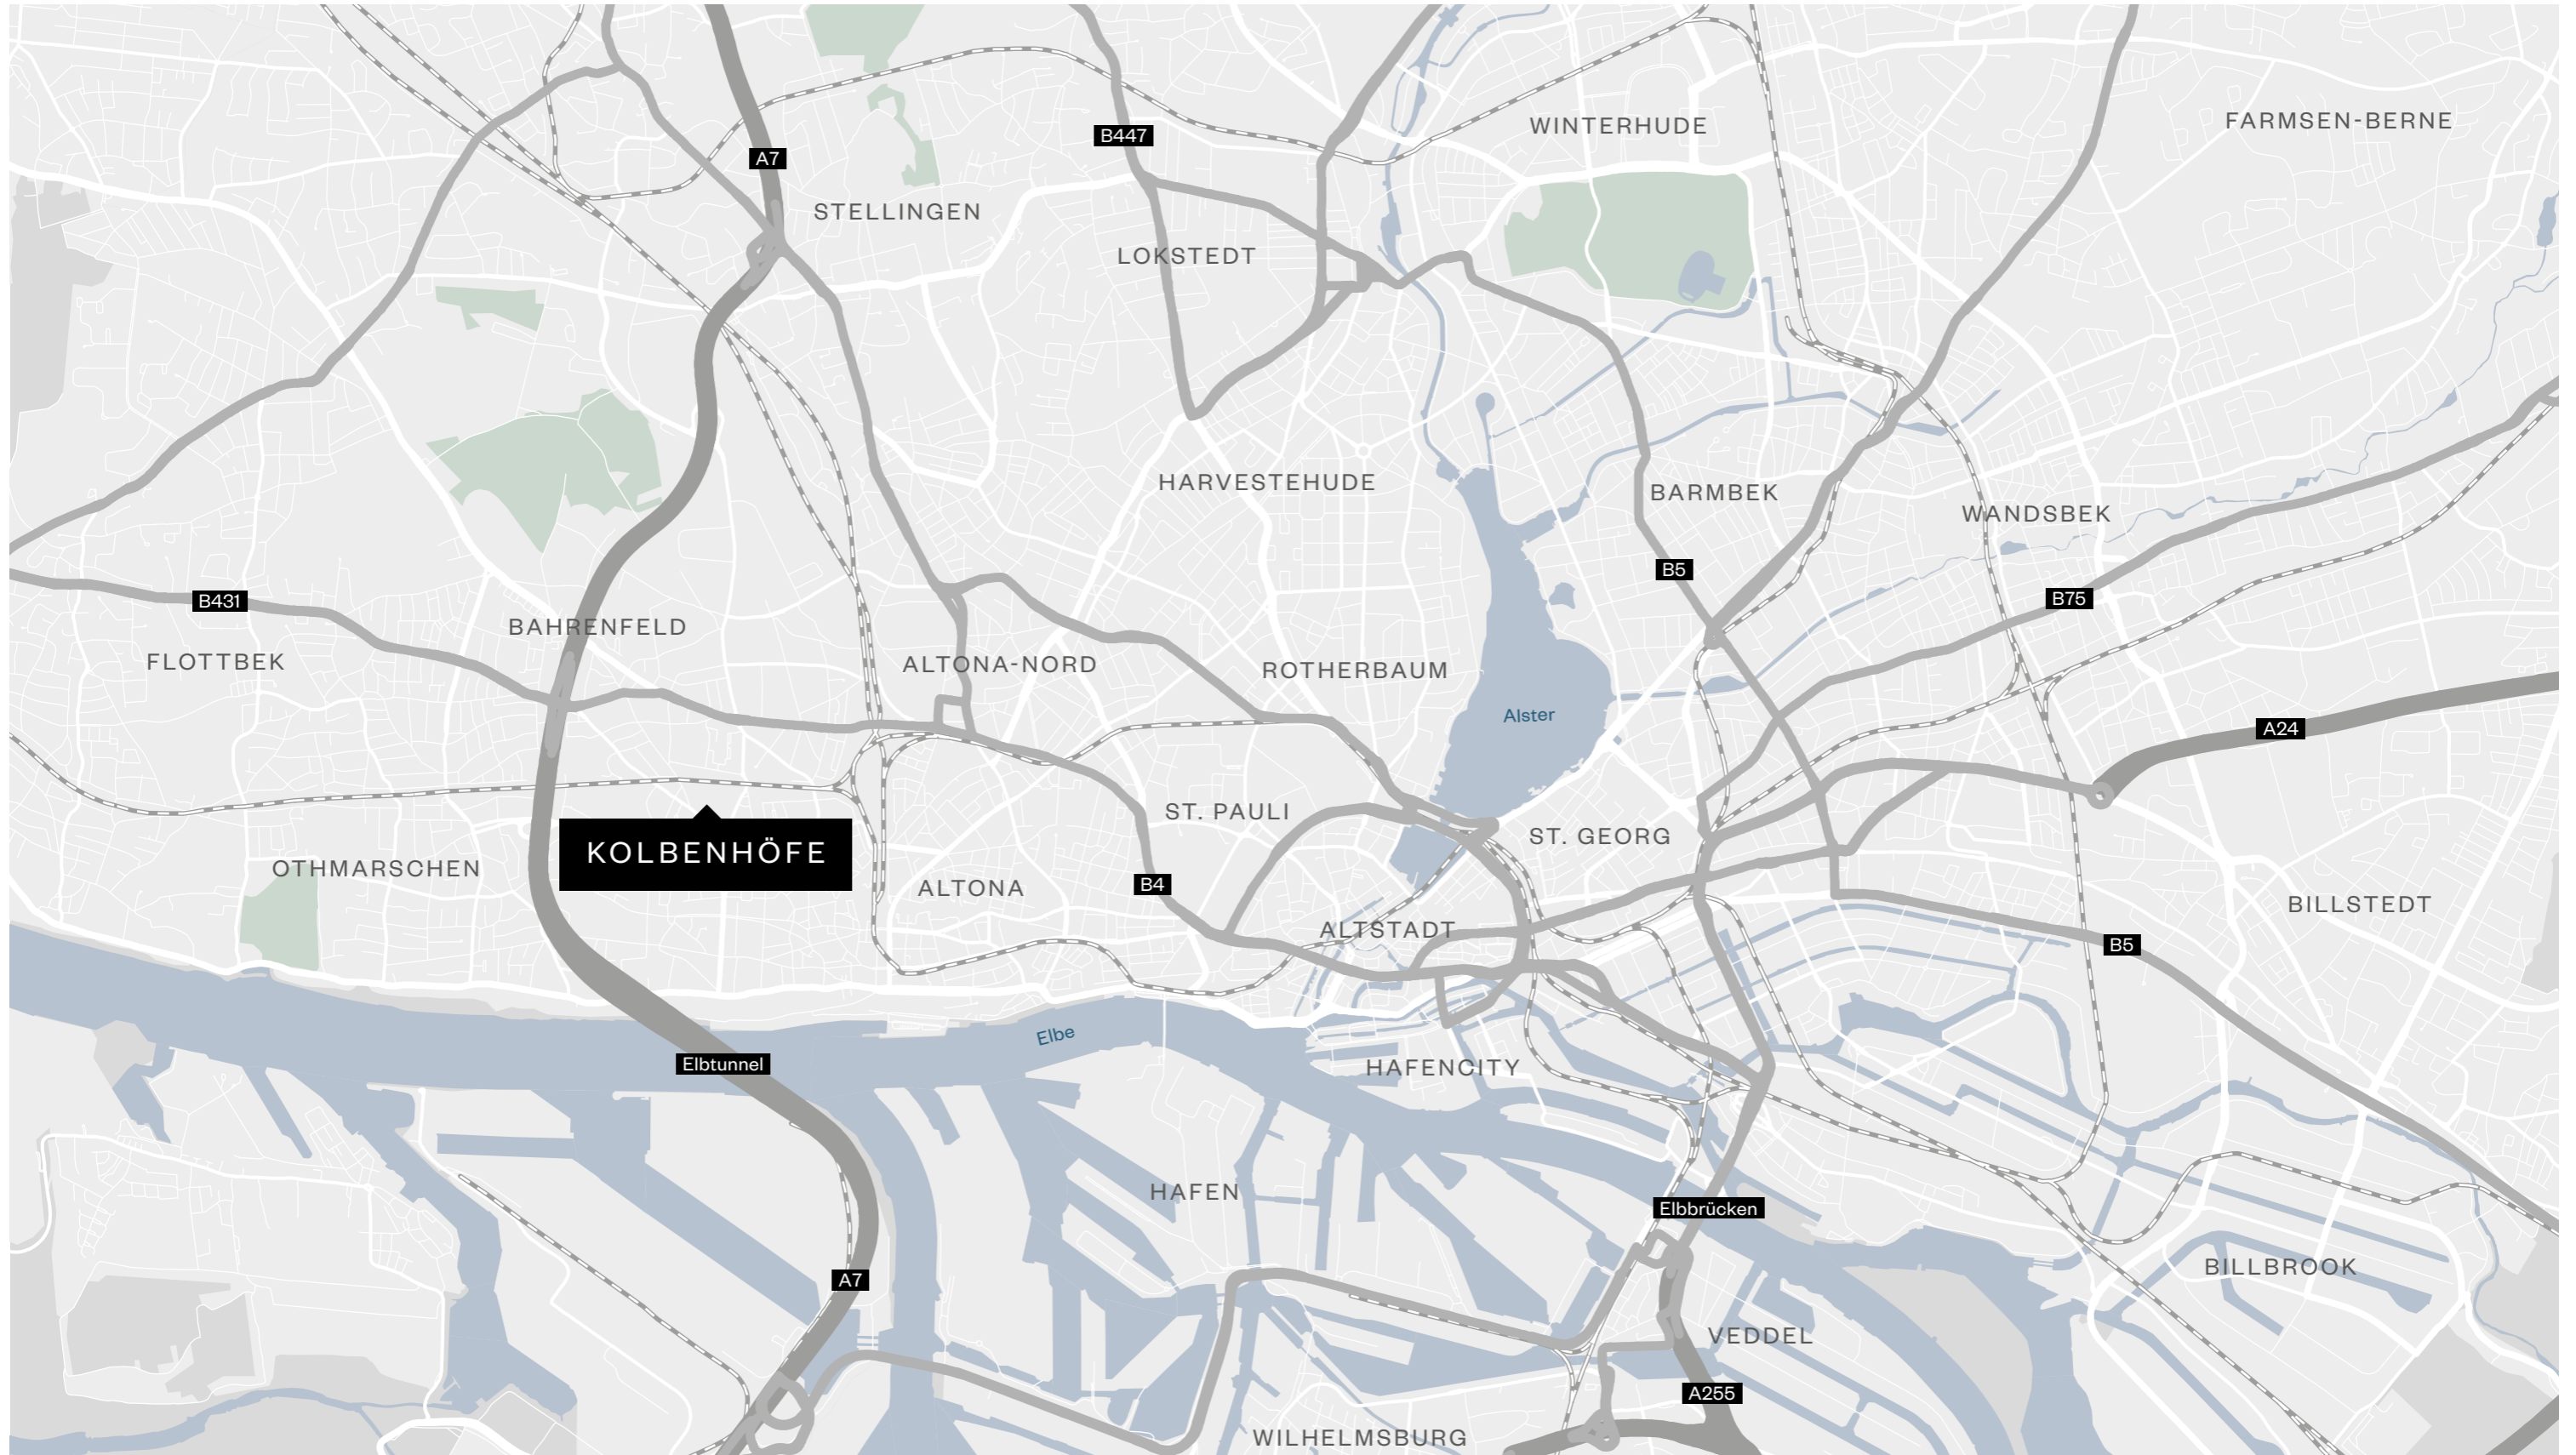 FARMSEN-BERNE
WINTERHUDE
B447
A7
STELLINGEN
LOKSTEDT
HARVESTEHUDE
BARMBEK
WANDSBEK
B5
B75
B431
BAHRENFELD
FLOTTBEK
ALTONA-NORD
ROTHERBAUM
Alster
A24
ST. PAULI
ST. GEORG
KOLBENHÖFE
OTHMARSCHEN
ALTONA
B4
BILLSTEDT
ALTSTADT
B5
Elbe
Elbtunnel
HAFENCITY
HAFEN
Elbbrücken
BILLBROOK
A7
VEDDEL
A255
WILHELMSBURG